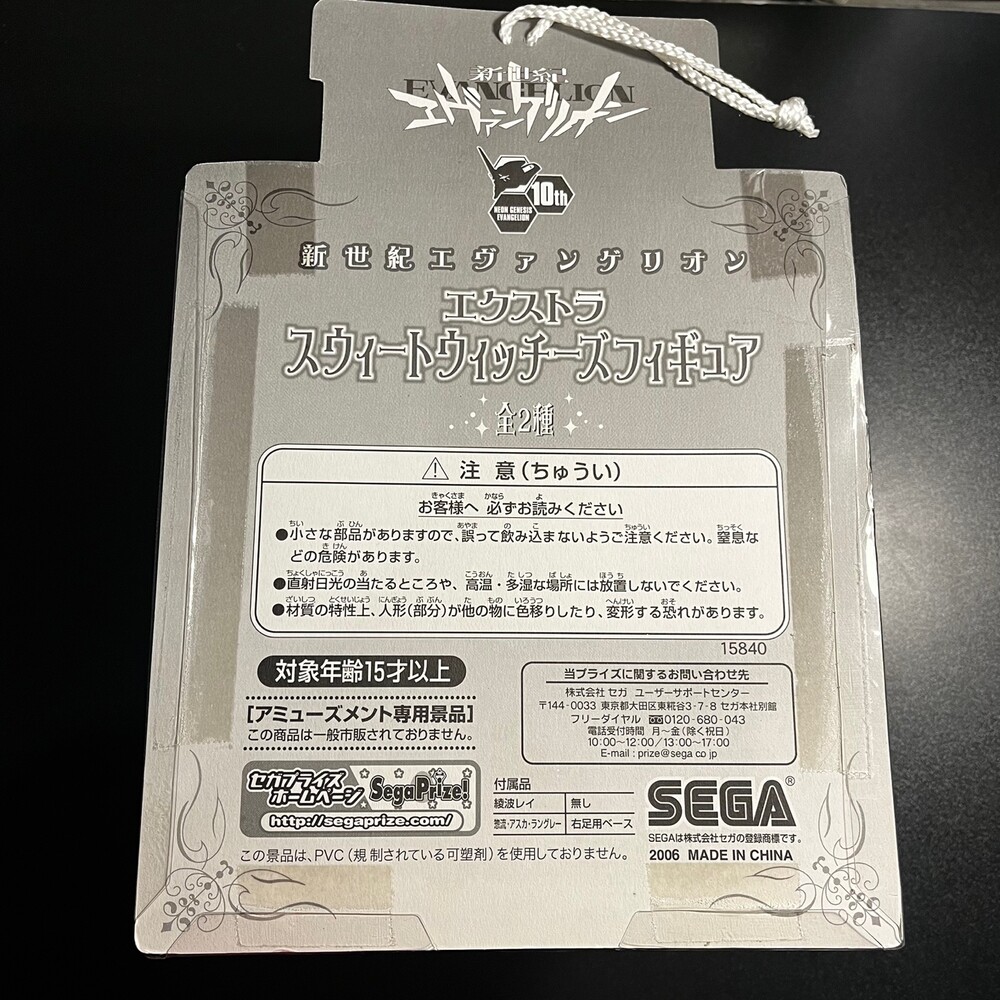 新世紀
EVANGELION
エヴァンゲリオン
10th
NEON GENESIS
EVANGELION
新世紀エヴァンゲリオン
エクストラ
スウィートウィッチーズフィギュア
全2種
⚠ 注 意(ちゅうい)
お客様へ 必ずお読みください
●小さな部品がありますので、誤って飲み込まないようご注意ください。窒息な
どの危険があります。
●直射日光の当たるところや、高温・多湿な場所には放置しないでください。
●材質の特性上、人形(部分)が他の物に色移りしたり、変形する恐れがあります。
15840
対象年齢15才以上
[アミューズメント専用景品]
この商品は一般市販されておりません。
当プライズに関するお問い合わせ先
株式会社 セガ ユーザーサポートセンター
〒144-0033 東京都大田区東糀谷3-7-8 セガ本社別館
フリーダイヤル 0120-680-043
電話受付時間 月〜金(除く祝日)
10:00〜12:00/13:00〜17:00
E-mail : prize@sega co jp
セガプライズ
ホームページ
SegaPrize!
http://segaprize.com/
付属品
綾波レイ 無し
惣流・アスカ・ラングレー 右足用ベース
SEGA®
SEGAは株式会社セガの登録商標です。
2006 MADE IN CHINA
この景品は、PVC(規制されている可塑剤)を使用しておりません。